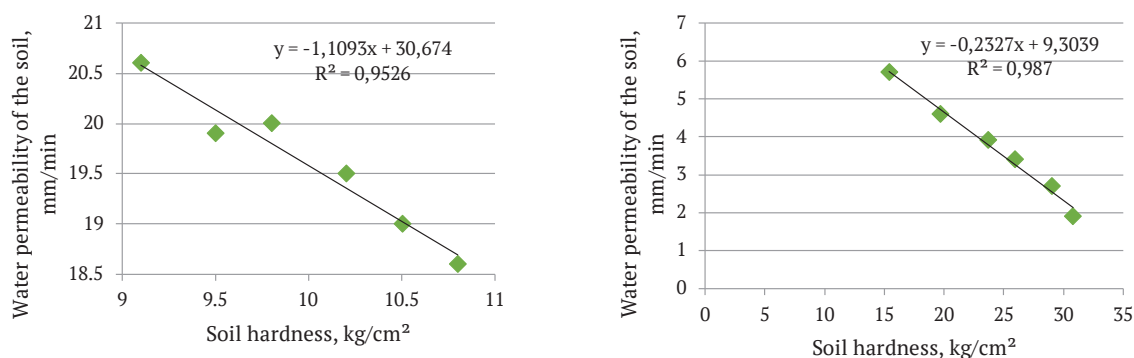 21
20.5
20
19.5
19
18.5
9
9.5
10
10.5
11
y = -1,1093x + 30,674
R² = 0,9526
Water permeability of the soil,
mm/min
Soil hardness, kg/cm²
7
6
5
4
3
2
1
0
0
5
10
15
20
25
30
35
y = -0,2327x + 9,3039
R² = 0,987
Water permeability of the soil,
mm/min
Soil hardness, kg/cm²